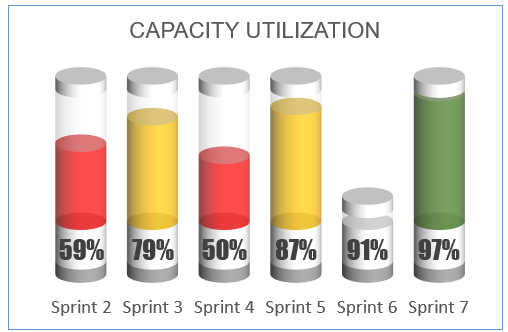 CAPACITY UTILIZATION
59% 79% 50% 87% 91% 97%
Sprint 2 Sprint 3 Sprint 4 Sprint 5 Sprint 6 Sprint 7